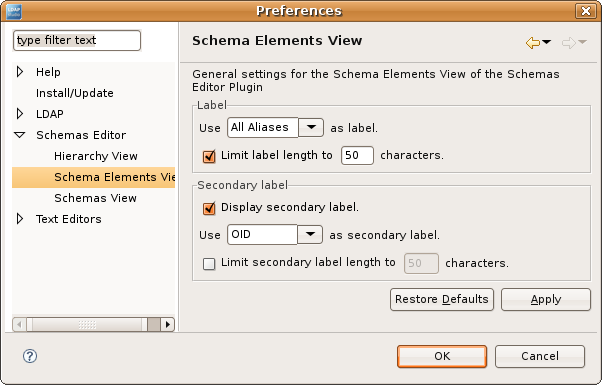 LDAP
Preferences
type filter text
Help
Install/Update
LDAP
Schemas Editor
Hierarchy View
Schema Elements Vie
Schemas View
Text Editors
Schema Elements View
General settings for the Schema Elements View of the Schemas
Editor Plugin
Label
Use All Aliases as label.
Limit label length to 50 characters.
Secondary label
Display secondary label.
Use OID as secondary label.
Limit secondary label length to 50 characters.
Restore Defaults Apply
? OK Cancel